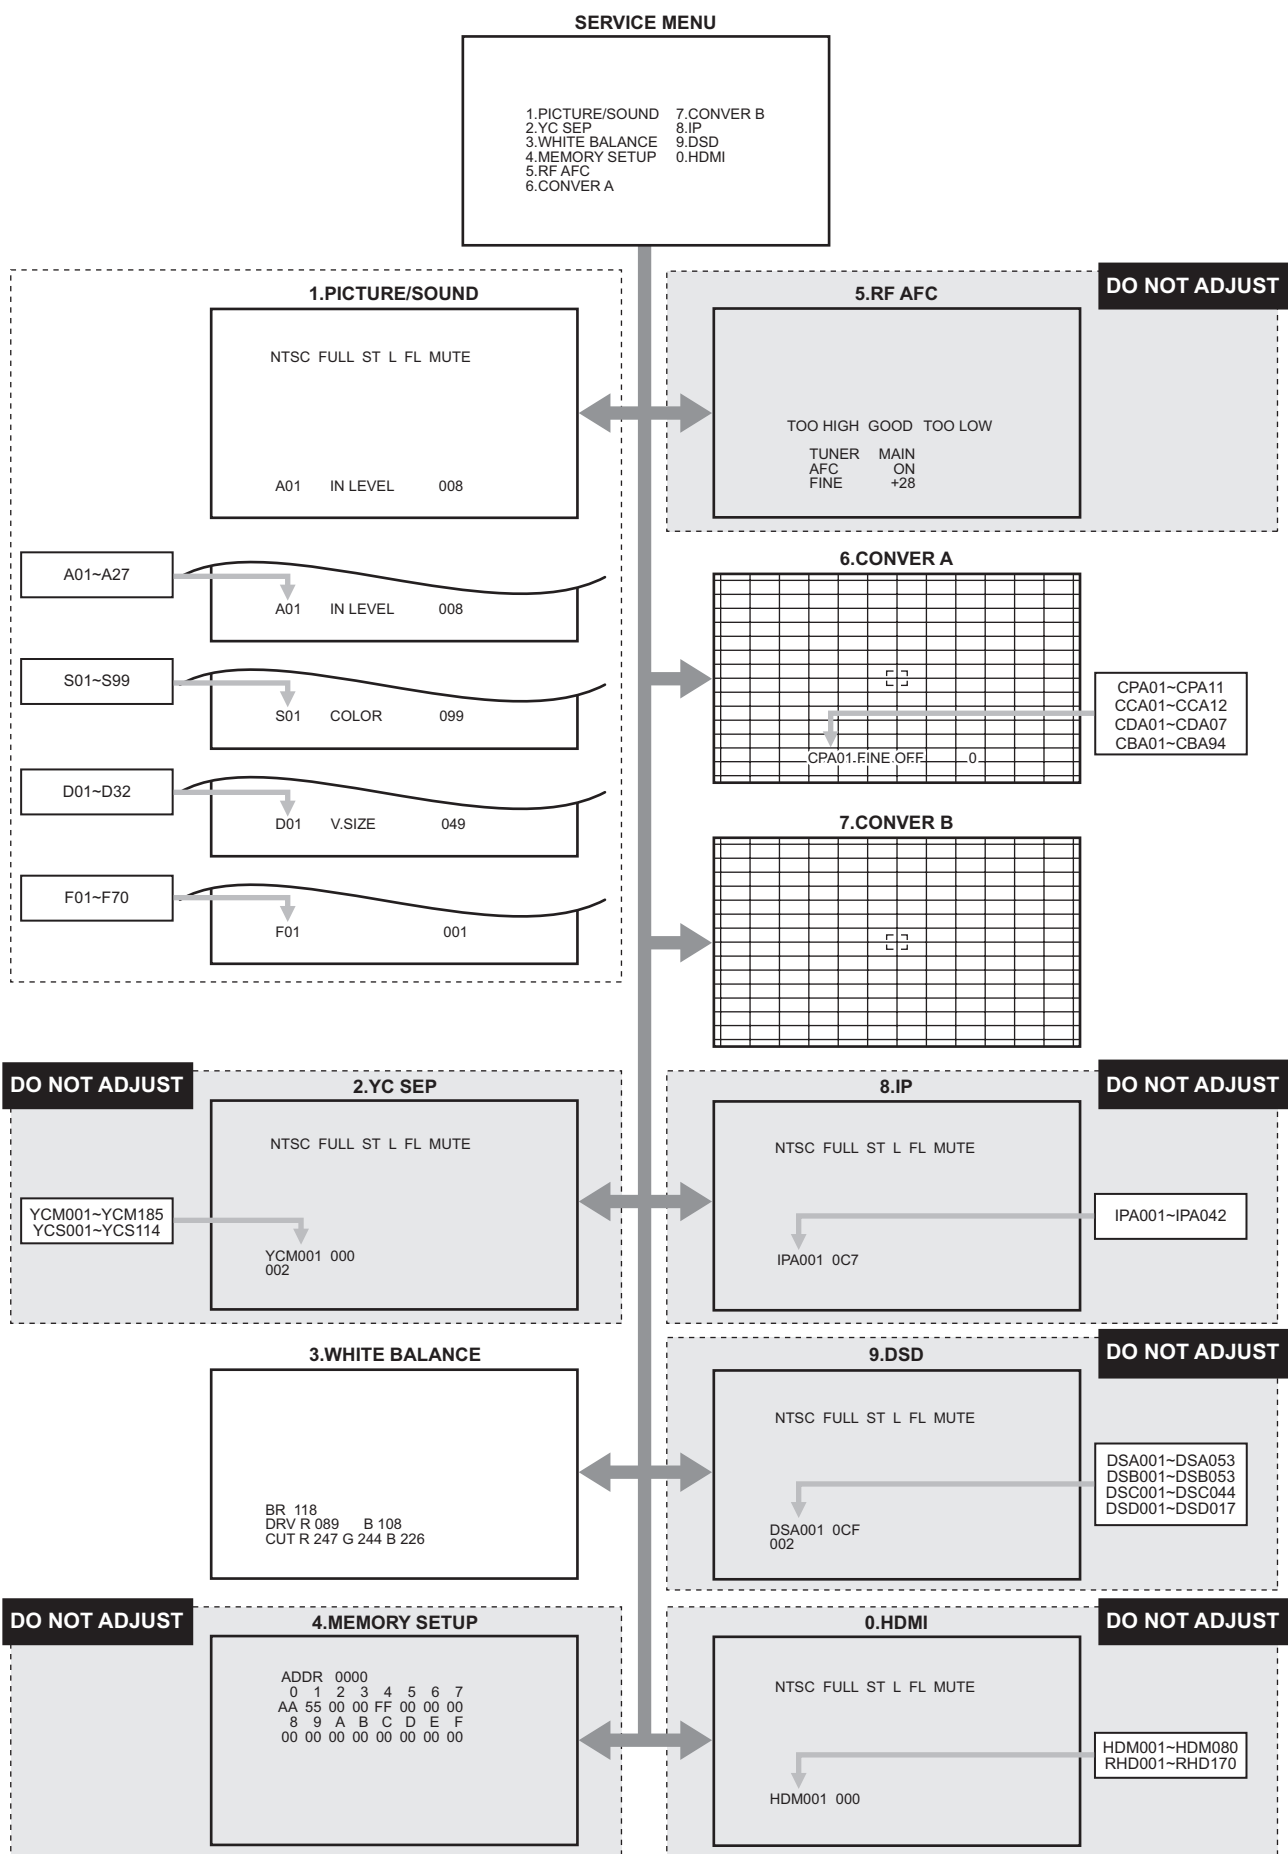 SERVICE MENU
1.PICTURE/SOUND 7.CONVER B
2.YC SEP 8.IP
3.WHITE BALANCE 9.DSD
4.MEMORY SETUP 0.HDMI
5.RF AFC
6.CONVER A
1.PICTURE/SOUND
NTSC FULL ST L FL MUTE
A01 IN LEVEL 008
A01~A27
A01 IN LEVEL 008
S01~S99
S01 COLOR 099
D01~D32
D01 V.SIZE 049
F01~F70
F01 001
DO NOT ADJUST
5.RF AFC
TOO HIGH GOOD TOO LOW
TUNER MAIN
AFC ON
FINE +28
6.CONVER A
CPA01~CPA11
CCA01~CCA12
CDA01~CDA07
CBA01~CBA94
CPA01.FINE.OFF 0
7.CONVER B
DO NOT ADJUST
2.YC SEP
NTSC FULL ST L FL MUTE
YCM001~YCM185
YCS001~YCS114
YCM001 000
002
DO NOT ADJUST
8.IP
NTSC FULL ST L FL MUTE
IPA001~IPA042
IPA001 0C7
3.WHITE BALANCE
BR 118
DRV R 089 B 108
CUT R 247 G 244 B 226
DO NOT ADJUST
9.DSD
NTSC FULL ST L FL MUTE
DSA001~DSA053
DSB001~DSB053
DSC001~DSC044
DSD001~DSD017
DSA001 0CF
002
DO NOT ADJUST
4.MEMORY SETUP
ADDR 0000
0 1 2 3 4 5 6 7
AA 55 00 00 FF 00 00 00
8 9 A B C D E F
00 00 00 00 00 00 00 00
DO NOT ADJUST
0.HDMI
NTSC FULL ST L FL MUTE
HDM001~HDM080
RHD001~RHD170
HDM001 000